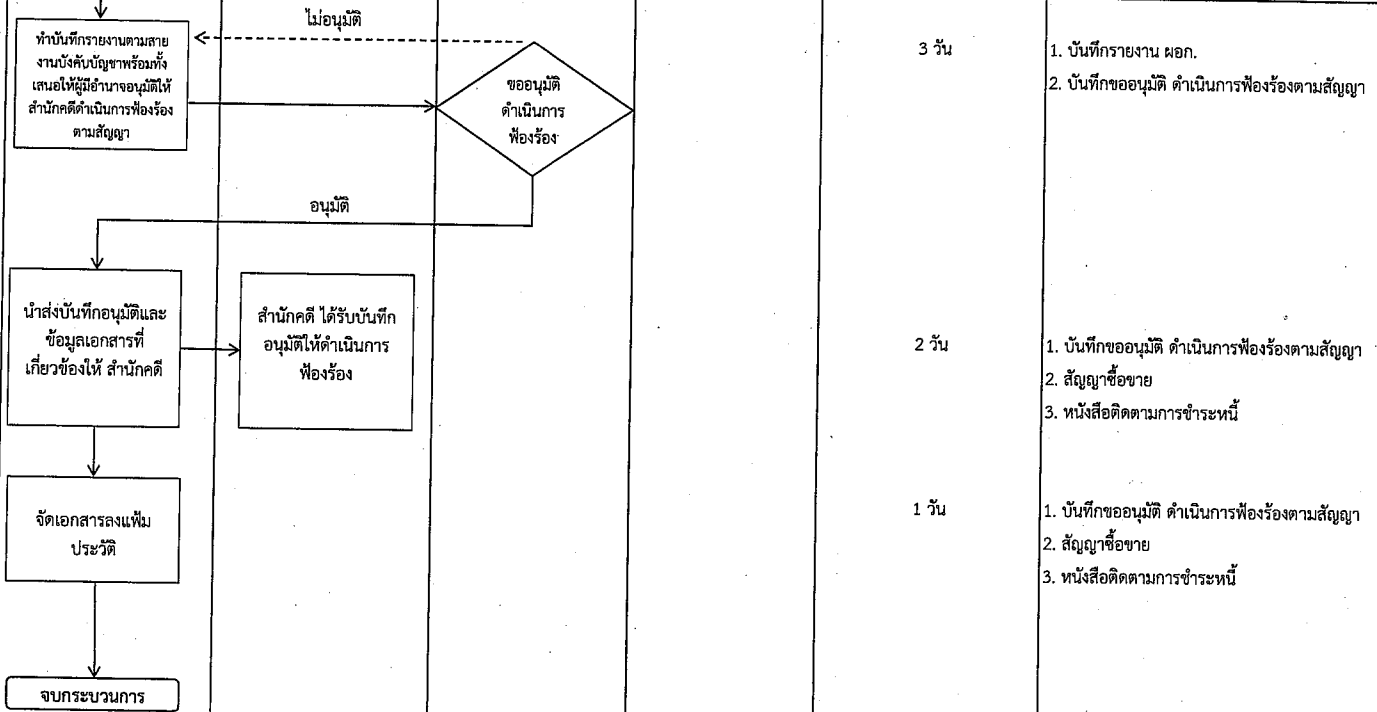 ไม่อนุมัติ
ทำบันทึกรายงานตามสาย
งานบังคับบัญชาพร้อมทั้ง
เสนอให้ผู้มีอำนาจอนุมัติให้
สำนักคดีดำเนินการฟ้องร้อง
ตามสัญญา
ขออนุมัติ
ดำเนินการ
ฟ้องร้อง
3 วัน
1. บันทึกรายงาน ผอก.
2. บันทึกขออนุมัติ ดำเนินการฟ้องร้องตามสัญญา
อนุมัติ
นำส่งบันทึกอนุมัติและ
ข้อมูลเอกสารที่
เกี่ยวข้องให้ สำนักคดี
สำนักคดี ได้รับบันทึก
อนุมัติให้ดำเนินการ
ฟ้องร้อง
2 วัน
1. บันทึกขออนุมัติ ดำเนินการฟ้องร้องตามสัญญา
2. สัญญาซื้อขาย
3. หนังสือติดตามการชำระหนี้
จัดเอกสารลงแฟ้ม
ประวัติ
1 วัน
1. บันทึกขออนุมัติ ดำเนินการฟ้องร้องตามสัญญา
2. สัญญาซื้อขาย
3. หนังสือติดตามการชำระหนี้
จบกระบวนการ